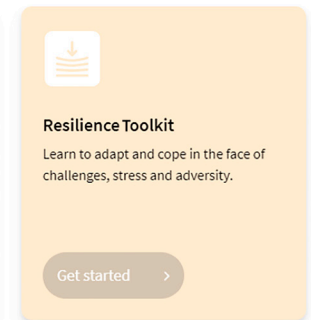 Resilience Toolkit
Learn to adapt and cope in the face of
challenges, stress and adversity.
Get started